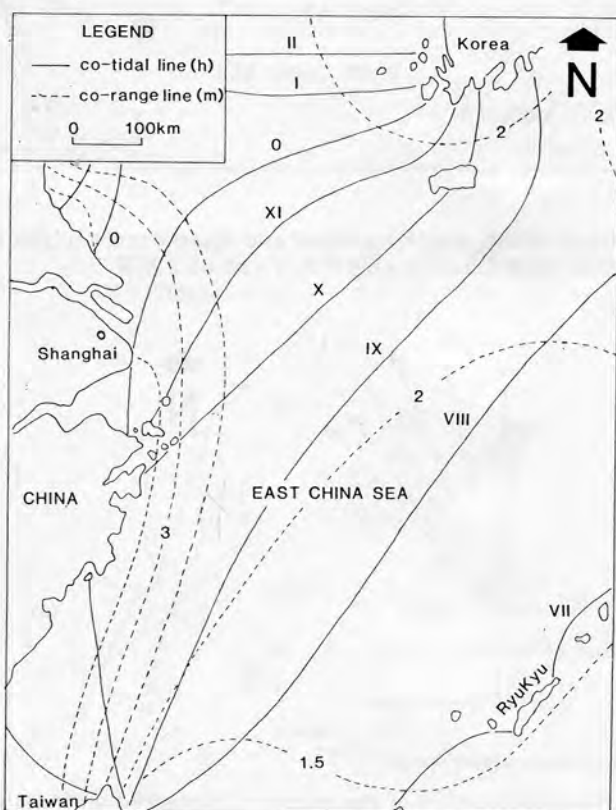 LEGEND
co-tidal line (h)
co-range line (m)
0 100km
II
Korea
N
I
2
2
0
XI
0
X
Shanghai
IX
2
VIII
CHINA
EAST CHINA SEA
3
VII
RyuKyu
1.5
Taiwan